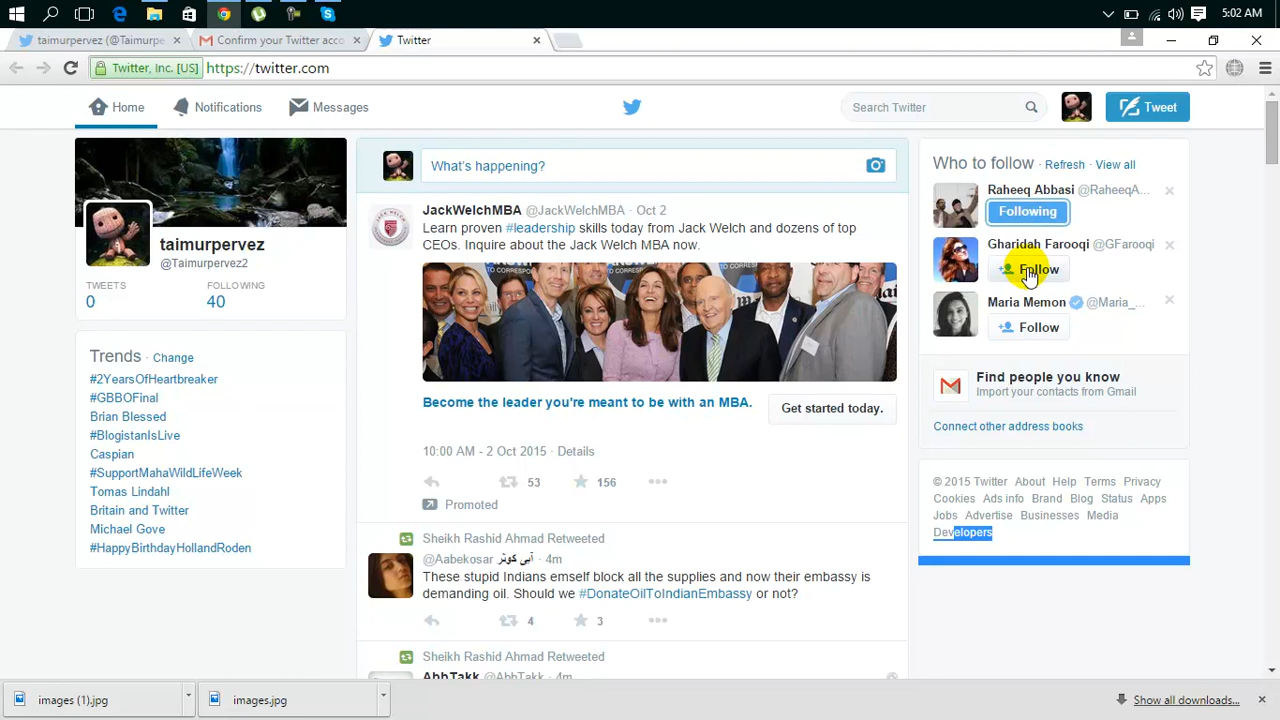 5:02 AM
taimurpervez (@Taimurpe
Confirm your Twitter acco
Twitter
Twitter, Inc. [US]
https://twitter.com
Home
Notifications
Messages
Search Twitter
Tweet
taimurpervez
@Taimurpervez2
TWEETS
FOLLOWING
0
40
Trends · Change
#2YearsOfHeartbreaker
#GBBOFinal
Brian Blessed
#BlogistanIsLive
Caspian
#SupportMahaWildLifeWeek
Tomas Lindahl
Britain and Twitter
Michael Gove
#HappyBirthdayHollandRoden
What's happening?
JackWelchMBA @JackWelchMBA · Oct 2
Learn proven #leadership skills today from Jack Welch and dozens of top
CEOs. Inquire about the Jack Welch MBA now.
Become the leader you're meant to be with an MBA.
Get started today.
10:00 AM - 2 Oct 2015 · Details
53
156
Promoted
Sheikh Rashid Ahmad Retweeted
آبی کوثر @Aabekosar · 4m
These stupid Indians emself block all the supplies and now their embassy is
demanding oil. Should we #DonateOilToIndianEmbassy or not?
4
3
Sheikh Rashid Ahmad Retweeted
AbbTakk @AbbTakk · 4m
Who to follow · Refresh · View all
Raheeq Abbasi @RaheeqA...
Following
Gharidah Farooqi @GFarooqi
Follow
Maria Memon @Maria_...
Follow
Find people you know
Import your contacts from Gmail
Connect other address books
© 2015 Twitter About Help Terms Privacy
Cookies Ads info Brand Blog Status Apps
Jobs Advertise Businesses Media
Developers
images (1).jpg
images.jpg
Show all downloads...